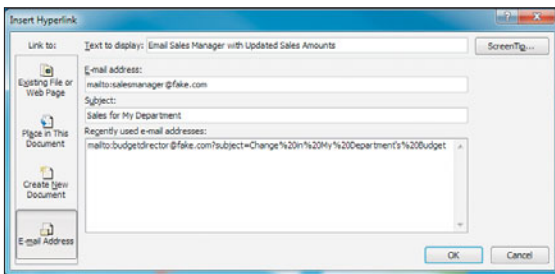 Insert Hyperlink
Link to:
Text to display: Email Sales Manager with Updated Sales Amounts
ScreenTip...
Existing File or
Web Page
Place in This
Document
Create New
Document
E-mail Address
E-mail address:
mailto:salesmanager@fake.com
Subject:
Sales for My Department
Recently used e-mail addresses:
mailto:budgetdirector@fake.com?subject=Change%20in%20My%20Department's%20Budget
OK
Cancel